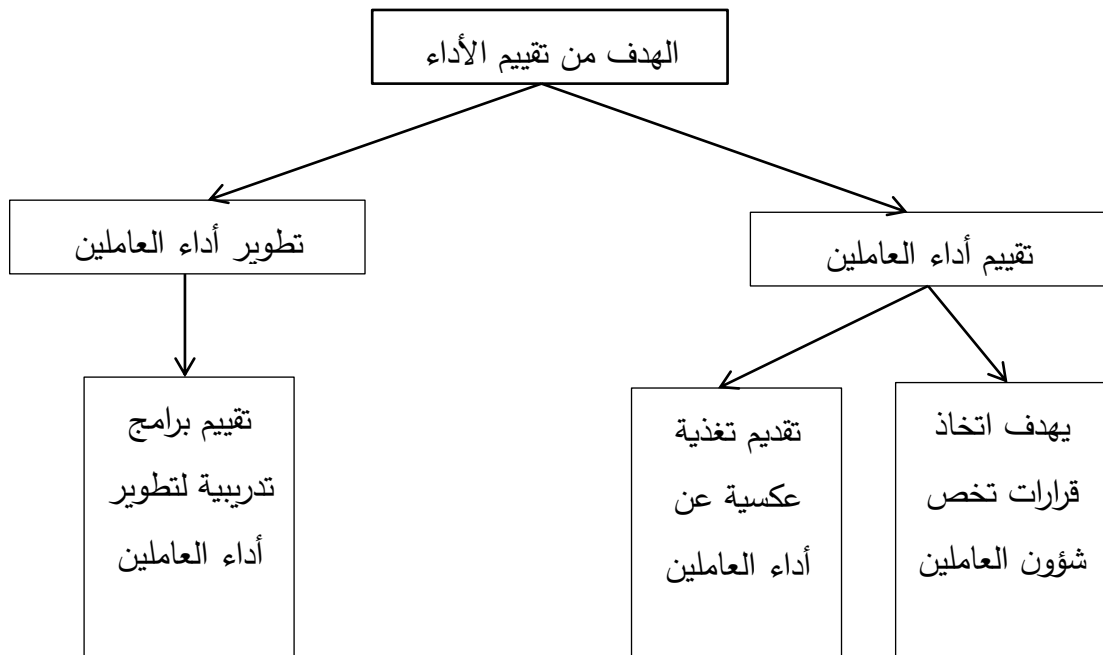 الهدف من تقييم الأداء
تقييم أداء العاملين
تطوير أداء العاملين
يهدف اتخاذ
قرارات تخص
شؤون العاملين
تقديم تغذية
عكسية عن
أداء العاملين
تقييم برامج
تدريبية لتطوير
أداء العاملين